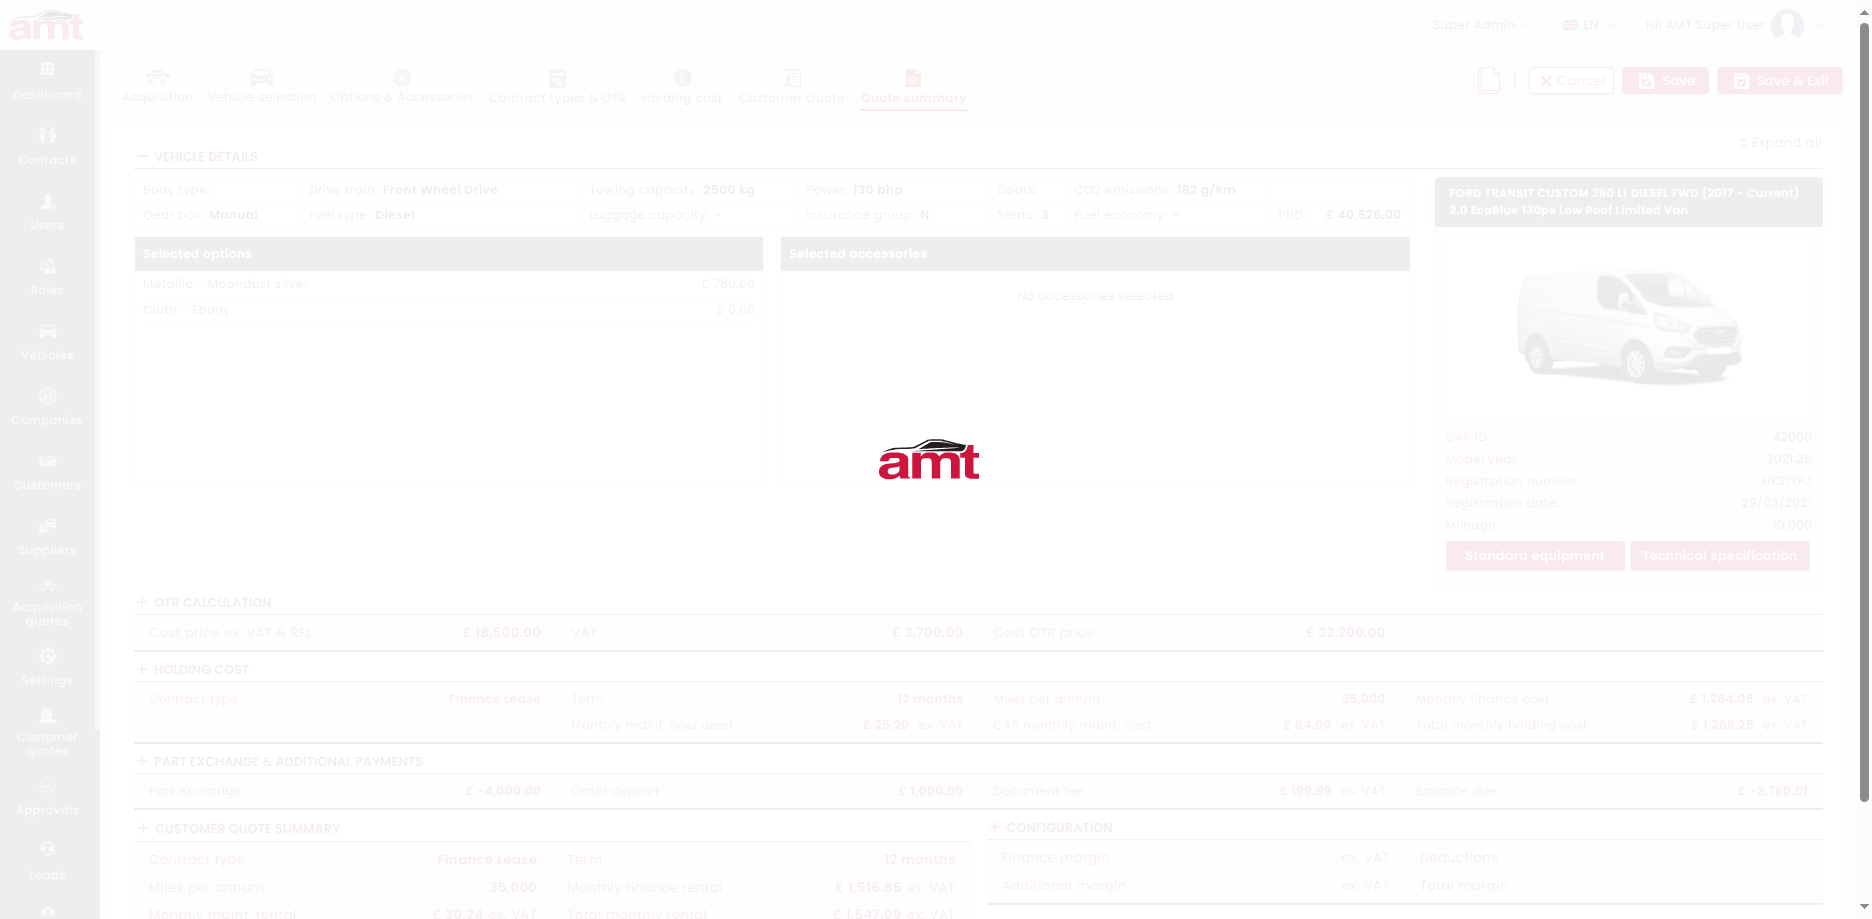 amt
Super Admin EN Hi! AMT Super User
Acquisition Vehicle selection Options & Accessories Contract types & OTR Holding cost Customer Quote Quote summary Cancel Save Save & Exit
Dashboard
Contacts
Users
Roles
Vehicles
Companies
Customers
Suppliers
Acquisition
quotes
Settings
Customer
quotes
Approvals
Leads
Expand all
VEHICLE DETAILS
Body type: Drive train: Front Wheel Drive Towing capacity: 2500 kg Power: 130 bhp Doors: CO2 emissions: 182 g/km
Gear box: Manual Fuel type: Diesel Luggage capacity: - Insurance group: N Seats: 3 Fuel economy: - P11D: £ 40,526.00
Selected options
Metallic - Moondust silver £ 780.00
Cloth - Ebony £ 0.00
Selected accessories
No accessories selected
FORD TRANSIT CUSTOM 280 L1 DIESEL FWD (2017 - Current)
2.0 EcoBlue 130ps Low Roof Limited Van
CAP ID: 42060
Model year: 2021.25
Registration number: HK21YPJ
Registration date: 29/03/2021
Mileage: 10,000
Standard equipment Technical specification
amt
OTR CALCULATION
Cost price ex. VAT & RFL £ 18,500.00 VAT £ 3,700.00 Cost OTR price £ 22,200.00
HOLDING COST
Contract type Finance Lease Term 12 months Miles per annum 35,000 Monthly finance cost £ 1,264.05 ex. VAT
Monthly maint. cost used £ 25.20 ex. VAT CAP monthly maint. cost £ 84.00 ex. VAT Total monthly holding cost £ 1,289.25 ex. VAT
PART EXCHANGE & ADDITIONAL PAYMENTS
Part exchange £ -4,000.00 Order deposit £ 1,000.00 Document fee £ 199.99 ex. VAT Balance due £ -2,760.01
CUSTOMER QUOTE SUMMARY
Contract type Finance Lease Term 12 months
Miles per annum 35,000 Monthly finance rental £ 1,516.85 ex. VAT
Monthly maint. rental £ 30.24 ex. VAT Total monthly rental £ 1,547.09 ex. VAT
CONFIGURATION
Finance margin ex. VAT Deductions
Additional margin ex. VAT Total margin